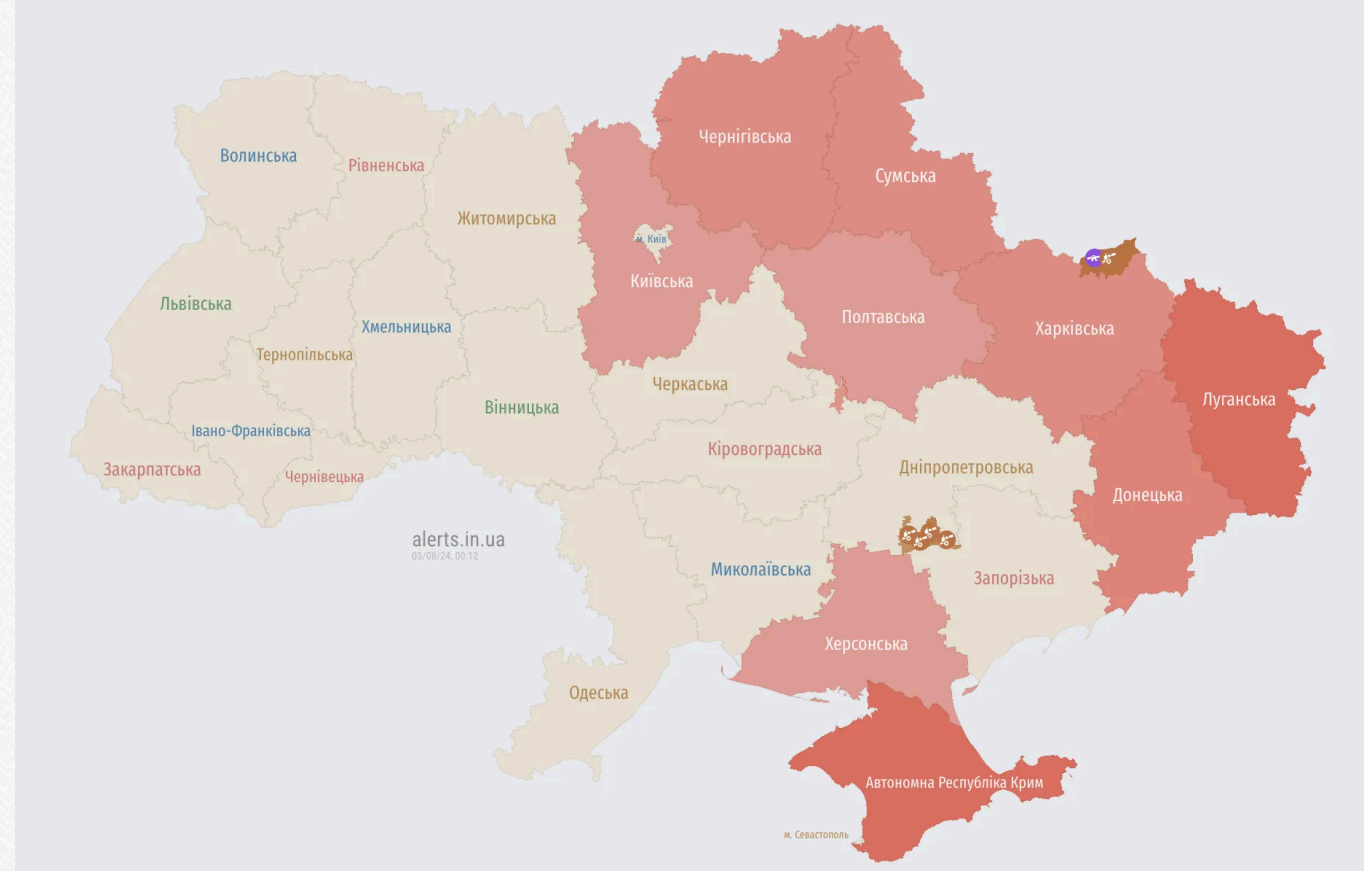 Чернігівська
Волинська
Рівненська
Сумська
Житомирська
м. Київ
Київська
Львівська
Полтавська
Хмельницька
Харківська
Тернопільська
Черкаська
Луганська
Вінницька
Івано-Франківська
Кіровоградська
Закарпатська
Чернівецька
Дніпропетровська
Донецька
alerts.in.ua
03/08/24, 00:12
Миколаївська
Запорізька
Херсонська
Одеська
Автономна Республіка Крим
м. Севастополь